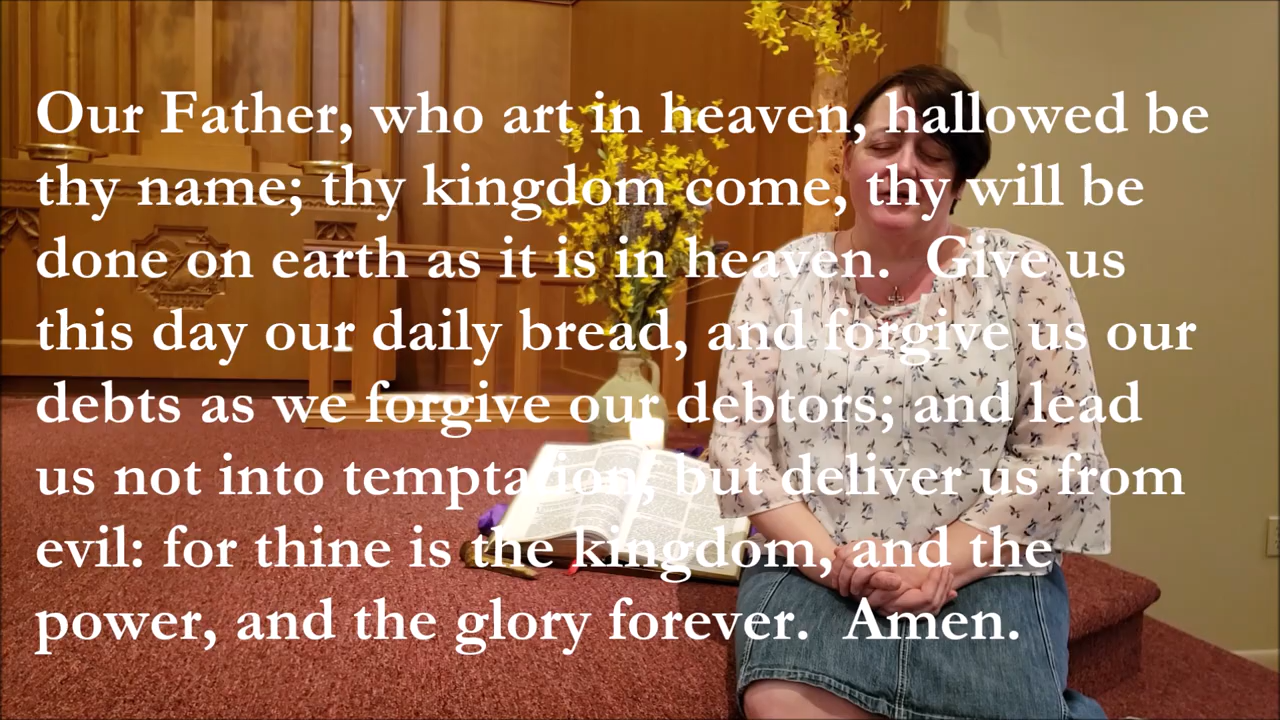 Our Father, who art in heaven, hallowed be
thy name; thy kingdom come, thy will be
done on earth as it is in heaven.  Give us
this day our daily bread, and forgive us our
debts as we forgive our debtors; and lead
us not into temptation, but deliver us from
evil: for thine is the kingdom, and the
power, and the glory forever.  Amen.